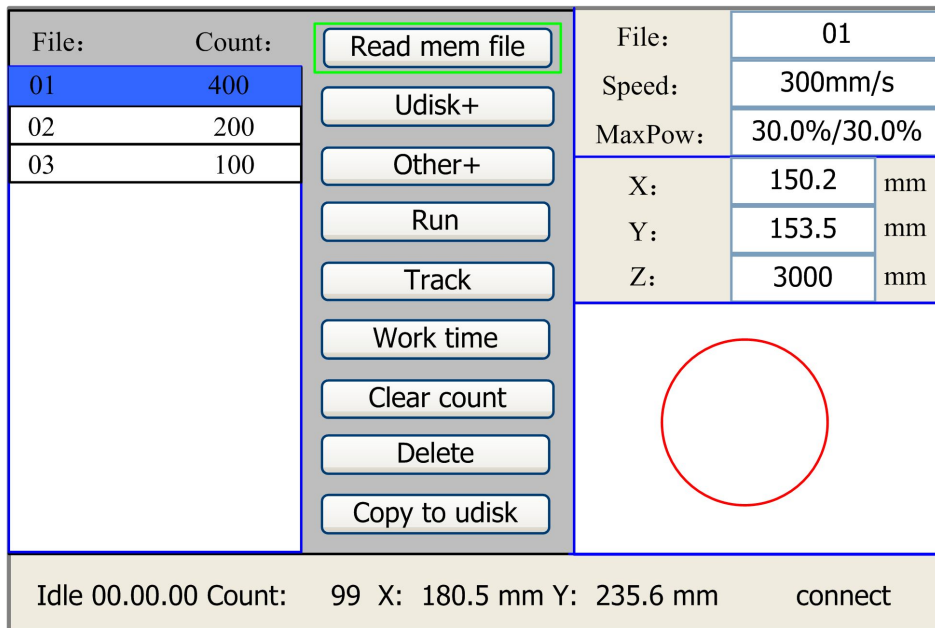 File： Count：
01 400
02 200
03 100
Read mem file
Udisk+
Other+
Run
Track
Work time
Clear count
Delete
Copy to udisk
File： 01
Speed： 300mm/s
MaxPow： 30.0%/30.0%
X： 150.2 mm
Y： 153.5 mm
Z： 3000 mm
Idle 00.00.00 Count: 99 X: 180.5 mm Y: 235.6 mm connect